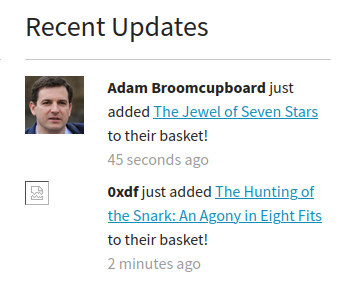 Recent Updates
Adam Broomcupboard just
added The Jewel of Seven Stars
to their basket!
45 seconds ago
0xdf just added The Hunting of
the Snark: An Agony in Eight Fits
to their basket!
2 minutes ago